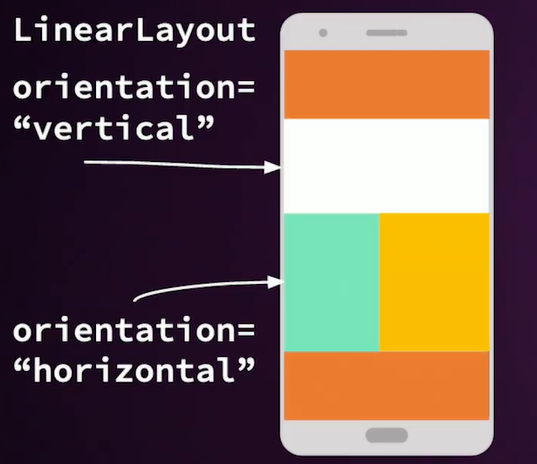 LinearLayout
orientation=
“vertical”
orientation=
“horizontal”